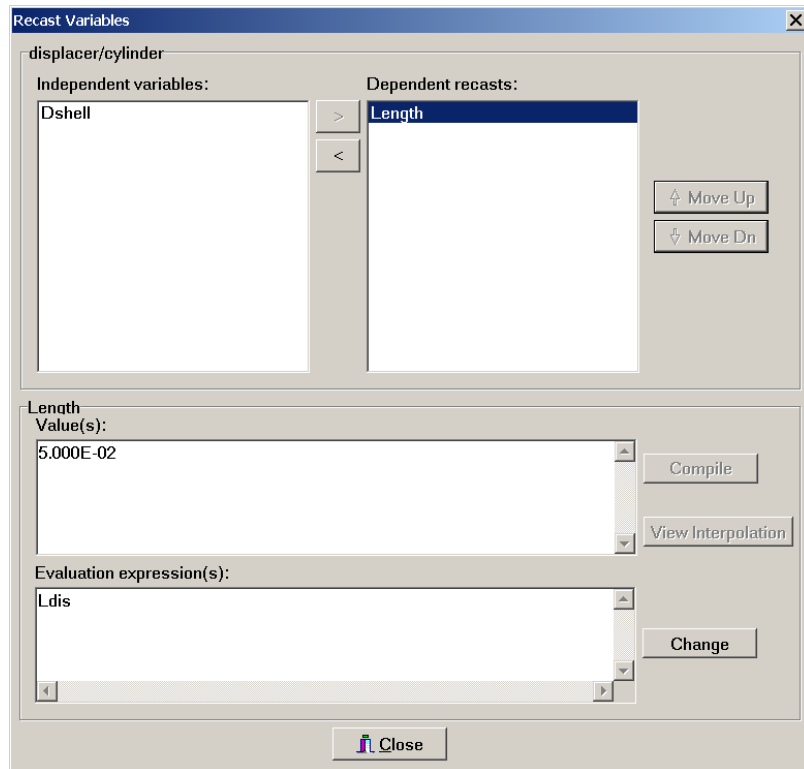 Recast Variables
displacer/cylinder
Independent variables:
Dependent recasts:
Dshell
>
<
Length
Move Up
Move Dn
Length
Value(s):
5.000E-02
Compile
View Interpolation
Evaluation expression(s):
Ldis
Change
Close